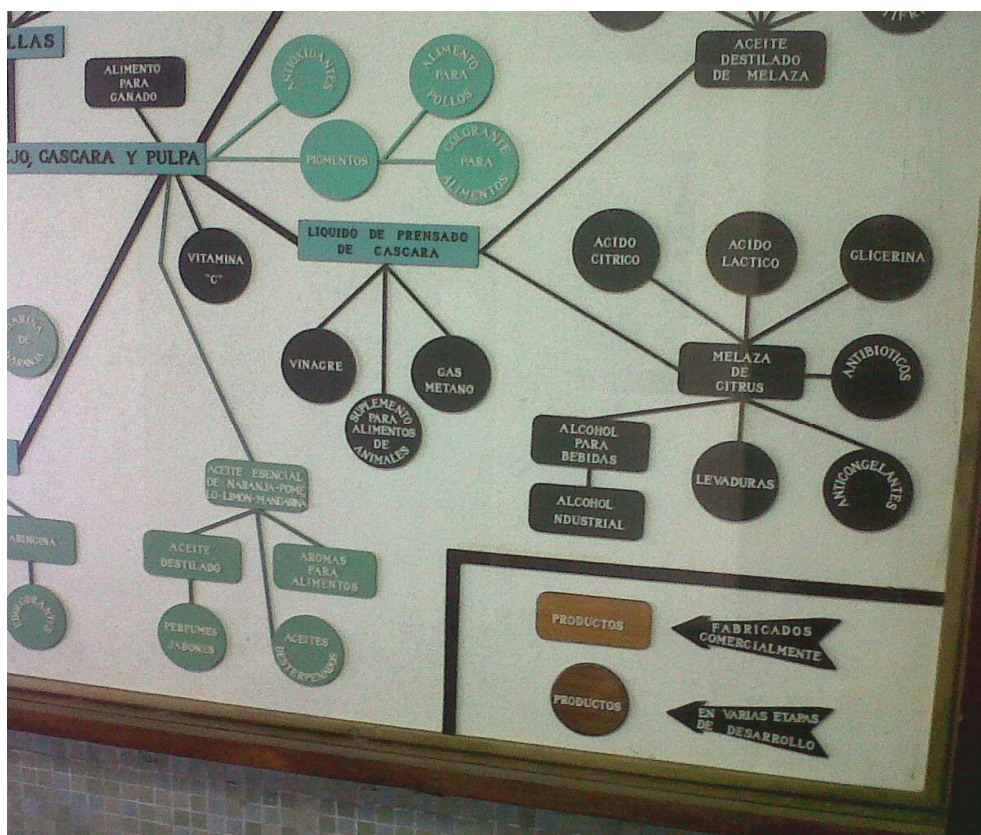 LLAS
ALIMENTO
PARA
GANADO
ANTIOXIDANTES
ALIMENTO
PARA
POLLOS
ACEITE
DESTILADO
DE MELAZA
EJO, CASCARA Y PULPA
PIGMENTOS
COLORANTE
PARA
ALIMENTOS
LIQUIDO DE PRENSADO
DE CASCARA
VITAMINA
"C"
ACIDO
CITRICO
ACIDO
LACTICO
GLICERINA
DE
NARANJA
VINAGRE
GAS
METANO
SUPLEMENTO
PARA
ALIMENTOS
DE
ANIMALES
MELAZA
DE
CITRUS
ANTIBIOTICOS
ALCOHOL
PARA
BEBIDAS
LEVADURAS
ANTICONGELANTES
ALCOHOL
NDUSTRIAL
ACEITE ESENCIAL
DE NARANJA-POME
LO-LIMON-MANDARINA
ARINGINA
ACEITE
DESTILADO
AROMAS
PARA
ALIMENTOS
PERFUMES
JABONES
ACEITES
DESTERPENADOS
PRODUCTOS
FABRICADOS
COMERCIALMENTE
PRODUCTOS
EN VARIAS ETAPAS
DE DESARROLLO